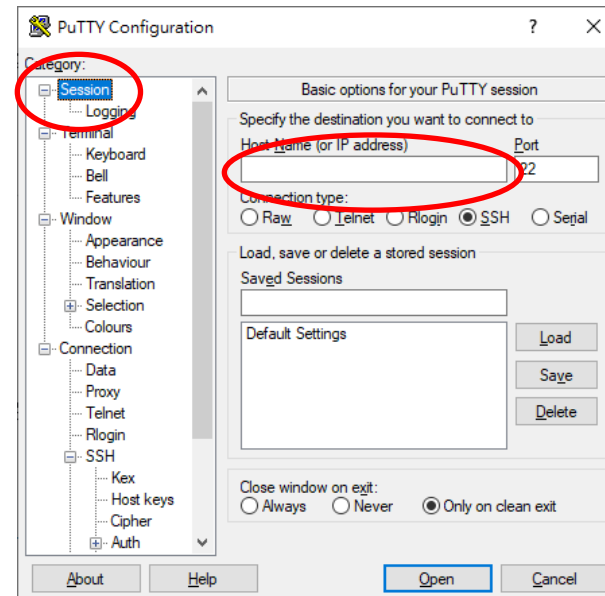 PuTTY Configuration
?
Category:
Session
Logging
Terminal
Keyboard
Bell
Features
Window
Appearance
Behaviour
Translation
Selection
Colours
Connection
Data
Proxy
Telnet
Rlogin
SSH
Kex
Host keys
Cipher
Auth
Basic options for your PuTTY session
Specify the destination you want to connect to
Host Name (or IP address) Port
22
Connection type:
Raw Telnet Rlogin SSH Serial
Load, save or delete a stored session
Saved Sessions
Default Settings
Load
Save
Delete
Close window on exit:
Always Never Only on clean exit
About Help Open Cancel